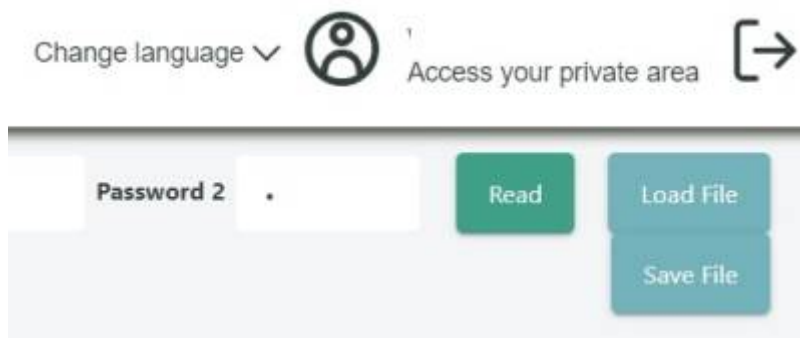 Change language
Access your private area
Password 2 .
Read
Load File
Save File